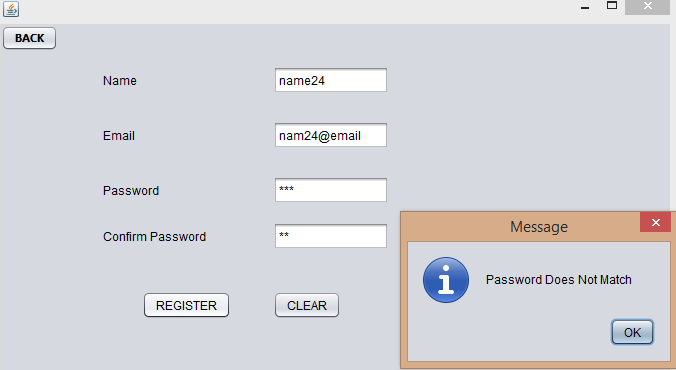 BACK
Name name24
Email nam24@email
Password ***
Confirm Password **
Message
Password Does Not Match
REGISTER CLEAR
OK